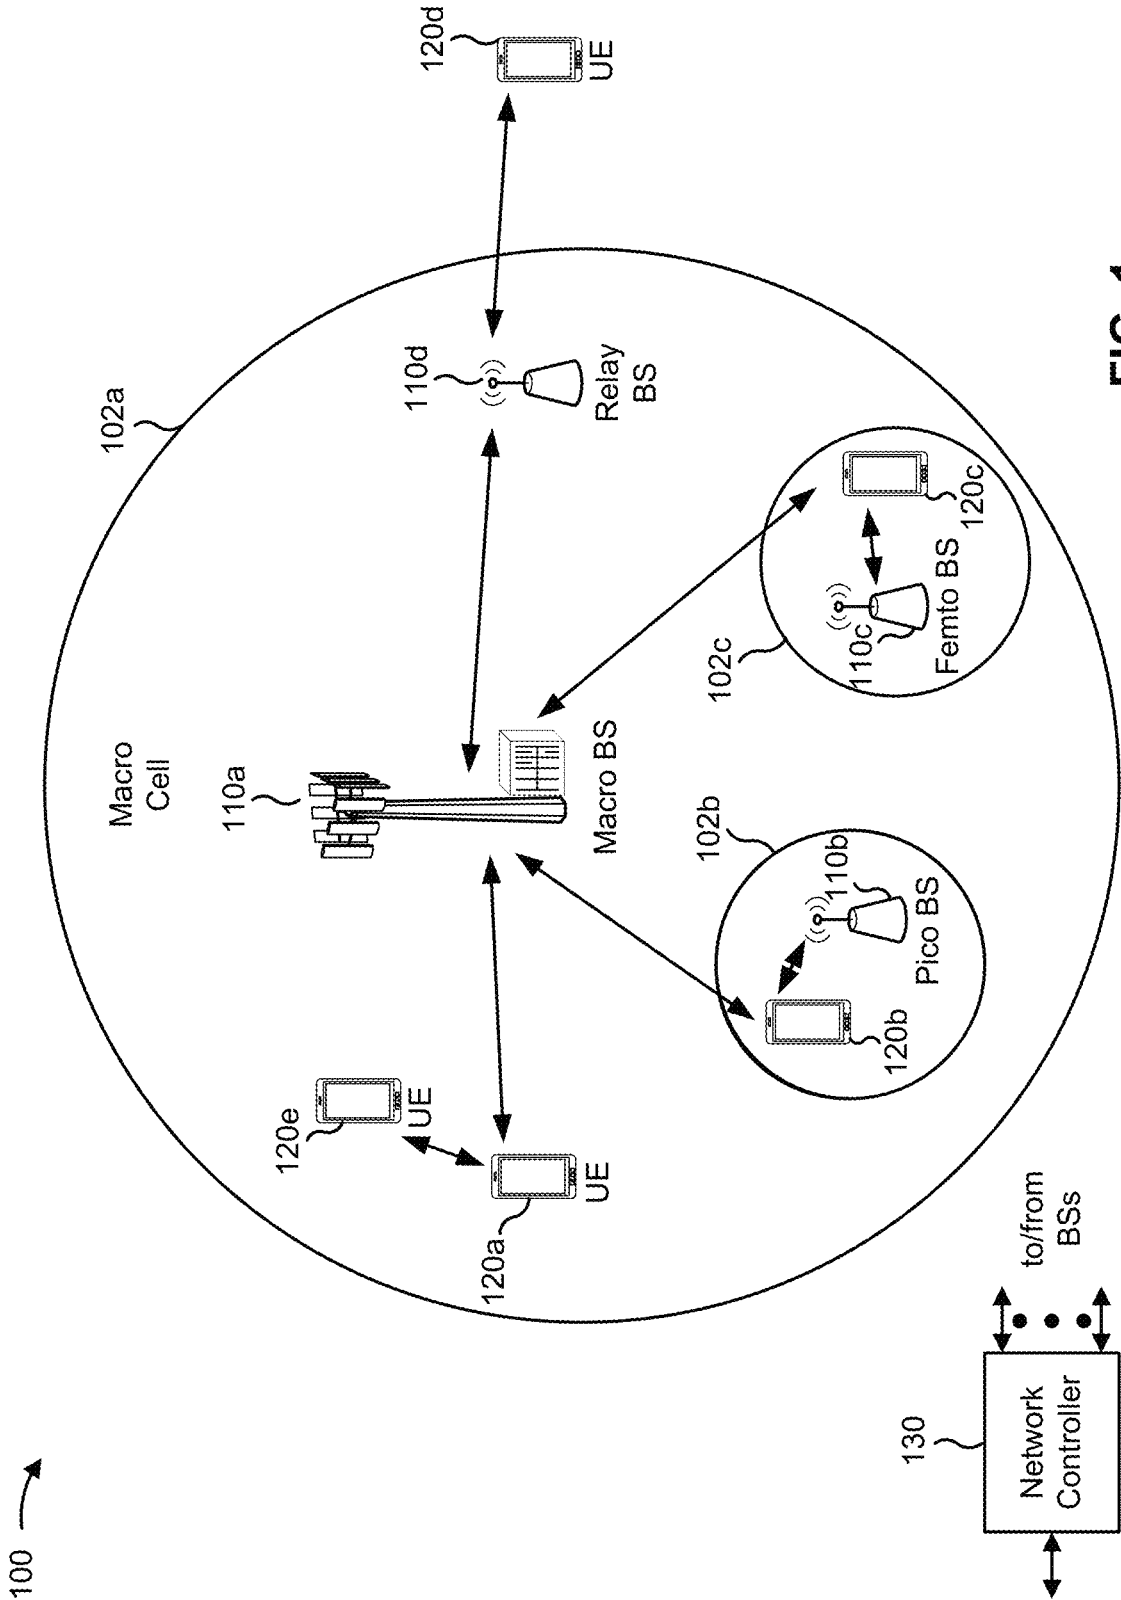 100
102a
Macro
Cell
110a
120d
UE
110d
Relay
BS
120e
UE
120a
UE
Macro BS
102b
110b
Pico BS
120b
102c
110c
Femto BS
120c
130
Network
Controller
to/from
BSs